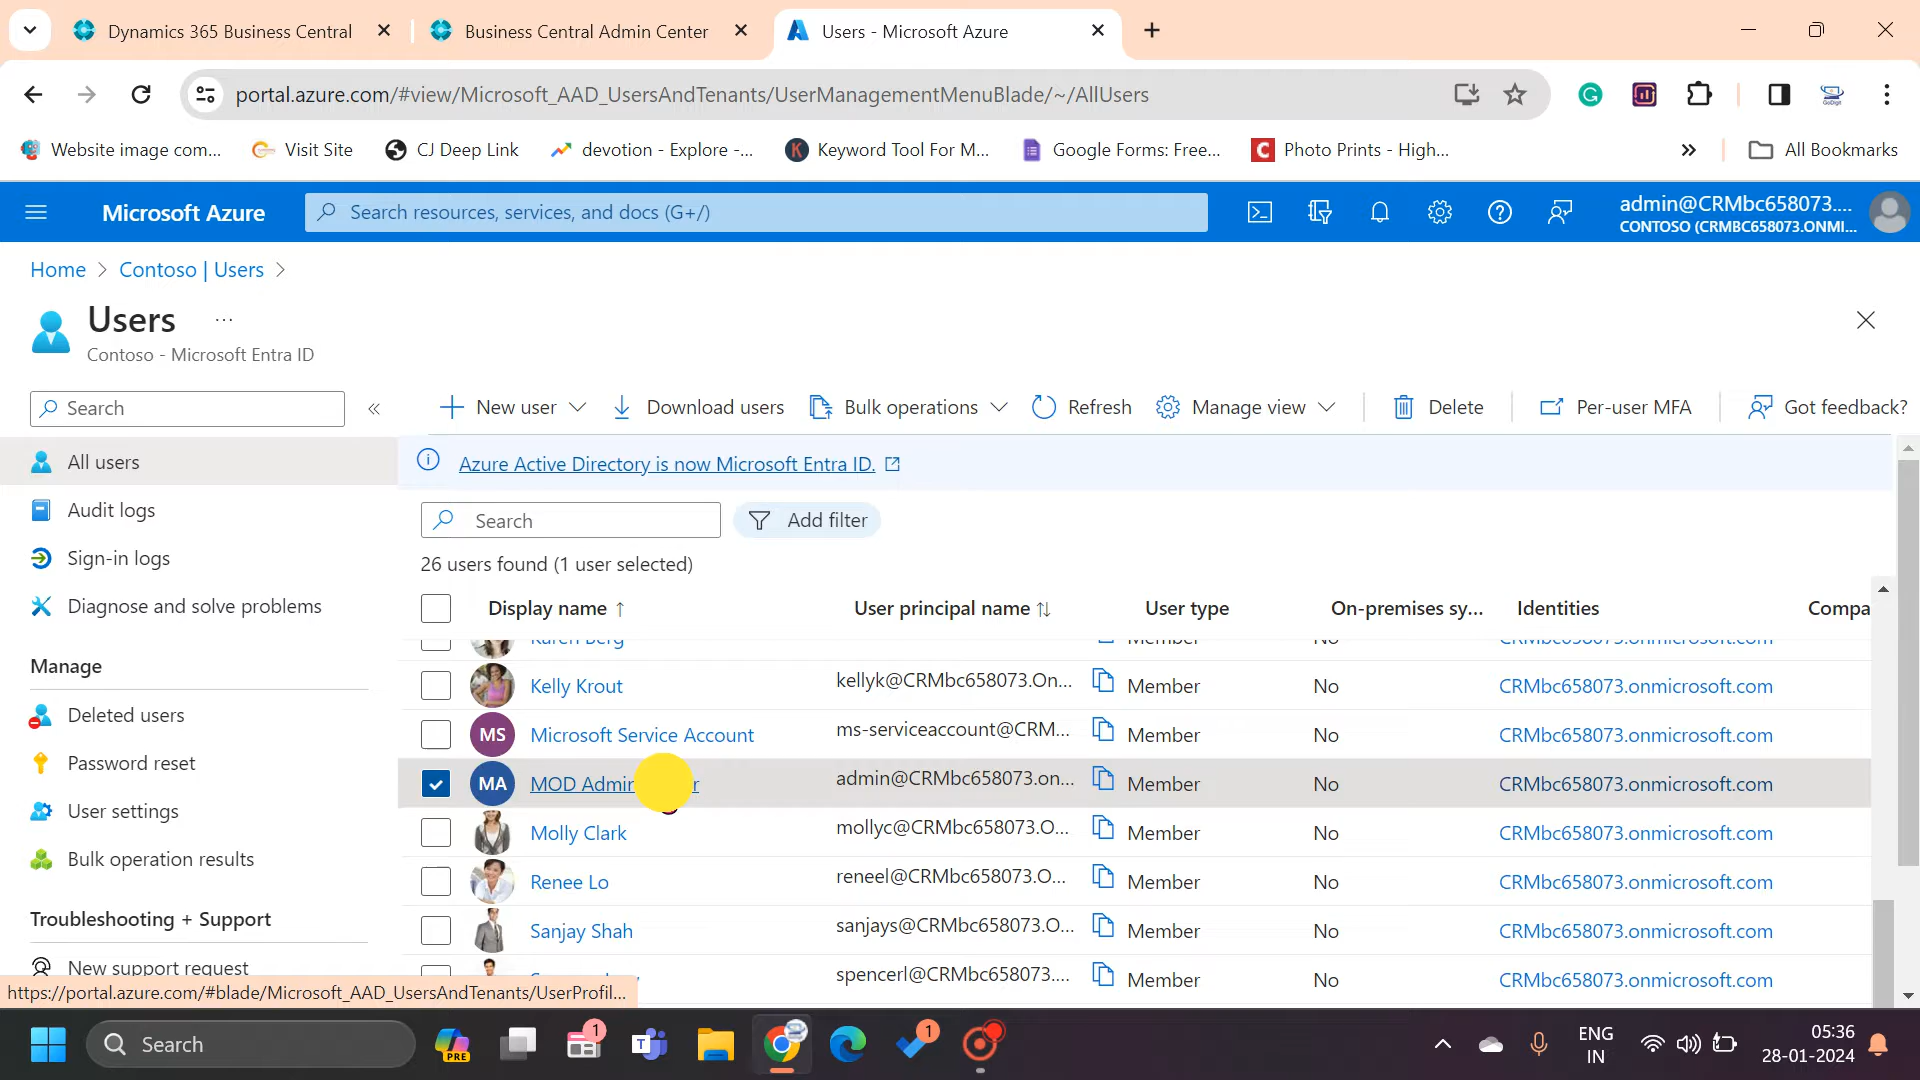 Dynamics 365 Business Central
Business Central Admin Center
Users - Microsoft Azure
portal.azure.com/#view/Microsoft_AAD_UsersAndTenants/UserManagementMenuBlade/~/AllUsers
Website image com...
Visit Site
CJ Deep Link
devotion - Explore -...
Keyword Tool For M...
Google Forms: Free...
Photo Prints - High...
All Bookmarks
Microsoft Azure
Search resources, services, and docs (G+/)
admin@CRMbc658073....
CONTOSO (CRMBC658073.ONMI...
Home > Contoso | Users >
Users ...
Contoso - Microsoft Entra ID
Search
New user
Download users
Bulk operations
Refresh
Manage view
Delete
Per-user MFA
Got feedback?
All users
Audit logs
Sign-in logs
Diagnose and solve problems
Manage
Deleted users
Password reset
User settings
Bulk operation results
Troubleshooting + Support
New support request
Azure Active Directory is now Microsoft Entra ID.
Search
Add filter
26 users found (1 user selected)
Display name ↑ User principal name ↑↓ User type On-premises sy... Identities Compa
Karen Berg Member No CRMbc658073.onmicrosoft.com
Kelly Krout kellyk@CRMbc658073.On... Member No CRMbc658073.onmicrosoft.com
MS Microsoft Service Account ms-serviceaccount@CRM... Member No CRMbc658073.onmicrosoft.com
MA MOD Admin r admin@CRMbc658073.on... Member No CRMbc658073.onmicrosoft.com
Molly Clark mollyc@CRMbc658073.O... Member No CRMbc658073.onmicrosoft.com
Renee Lo reneel@CRMbc658073.O... Member No CRMbc658073.onmicrosoft.com
Sanjay Shah sanjays@CRMbc658073.O... Member No CRMbc658073.onmicrosoft.com
spencerl@CRMbc658073.... Member No CRMbc658073.onmicrosoft.com
https://portal.azure.com/#blade/Microsoft_AAD_UsersAndTenants/UserProfil...
Search
PRE
1
1
ENG
IN
05:36
28-01-2024